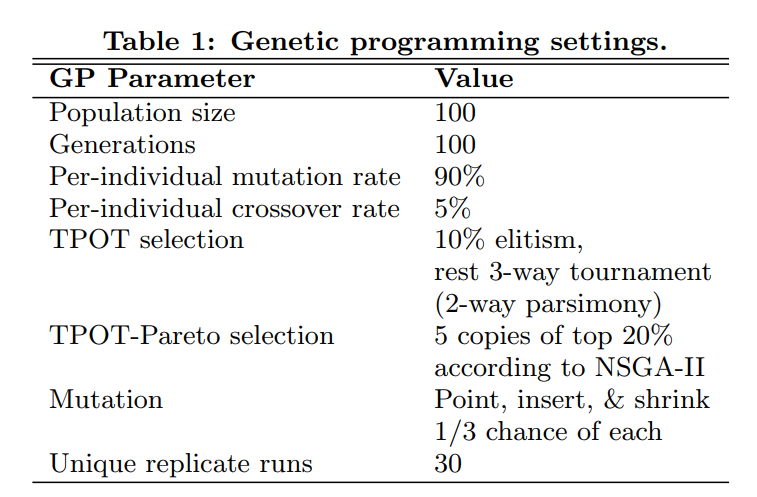 Table 1: Genetic programming settings.
GP Parameter Value
Population size 100
Generations 100
Per-individual mutation rate 90%
Per-individual crossover rate 5%
TPOT selection 10% elitism,
rest 3-way tournament
(2-way parsimony)
TPOT-Pareto selection 5 copies of top 20%
according to NSGA-II
Mutation Point, insert, & shrink
1/3 chance of each
Unique replicate runs 30